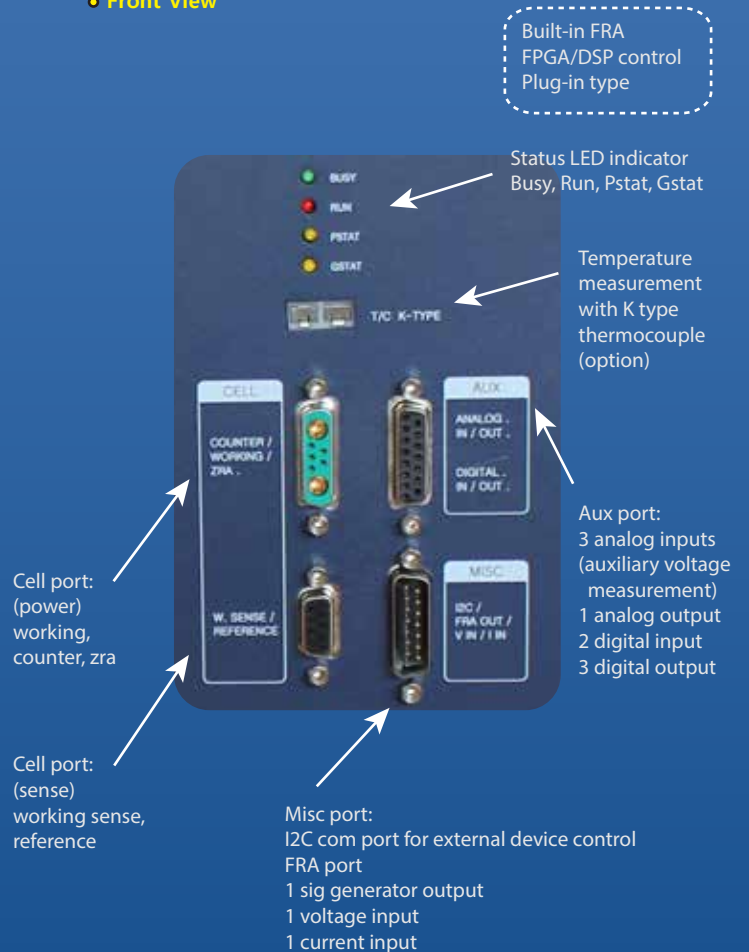 Front View
Built-in FRA
FPGA/DSP control
Plug-in type
Status LED indicator
Busy, Run, Pstat, Gstat
BUSY
RUN
PSTAT
GSTAT
Temperature
measurement
with K type
thermocouple
(option)
T/C K-TYPE
CELL
COUNTER /
WORKING /
ZRA .
W. SENSE /
REFERENCE
AUX
ANALOG .
IN / OUT .
DIGITAL .
IN / OUT .
MISC
I2C /
FRA OUT /
V IN / I IN
Aux port:
3 analog inputs
(auxiliary voltage
measurement)
1 analog output
2 digital input
3 digital output
Cell port:
(power)
working,
counter, zra
Cell port:
(sense)
working sense,
reference
Misc port:
I2C com port for external device control
FRA port
1 sig generator output
1 voltage input
1 current input